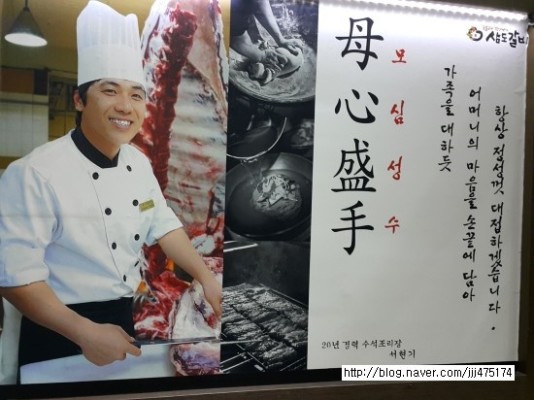 삼도갈비
母心盛手
모심성수
가족을 대하듯
어머니의 마음을 손끝에 담아
항상 정성껏 대접하겠습니다.
20년 경력 수석조리장
서현기
http://blog.naver.com/jjj475174